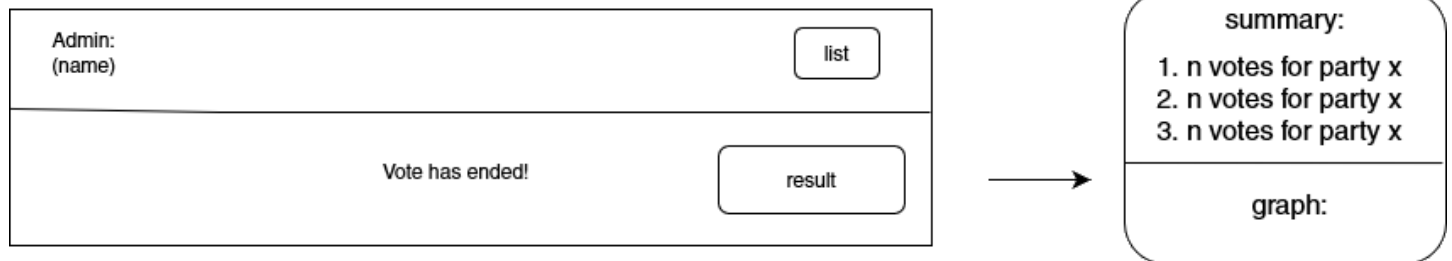 Admin:
(name)
list
Vote has ended!
result
summary:
1. n votes for party x
2. n votes for party x
3. n votes for party x
graph: